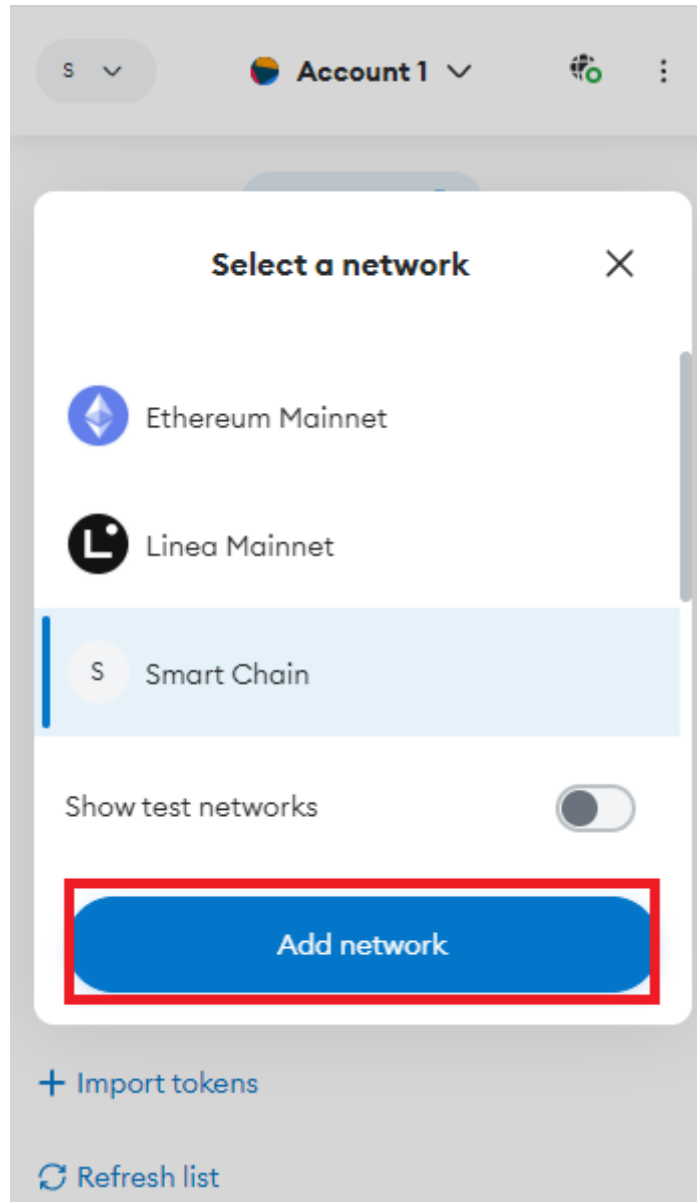 S
Account 1
Select a network
Ethereum Mainnet
L Linea Mainnet
S Smart Chain
Show test networks
Add network
Import tokens
Refresh list